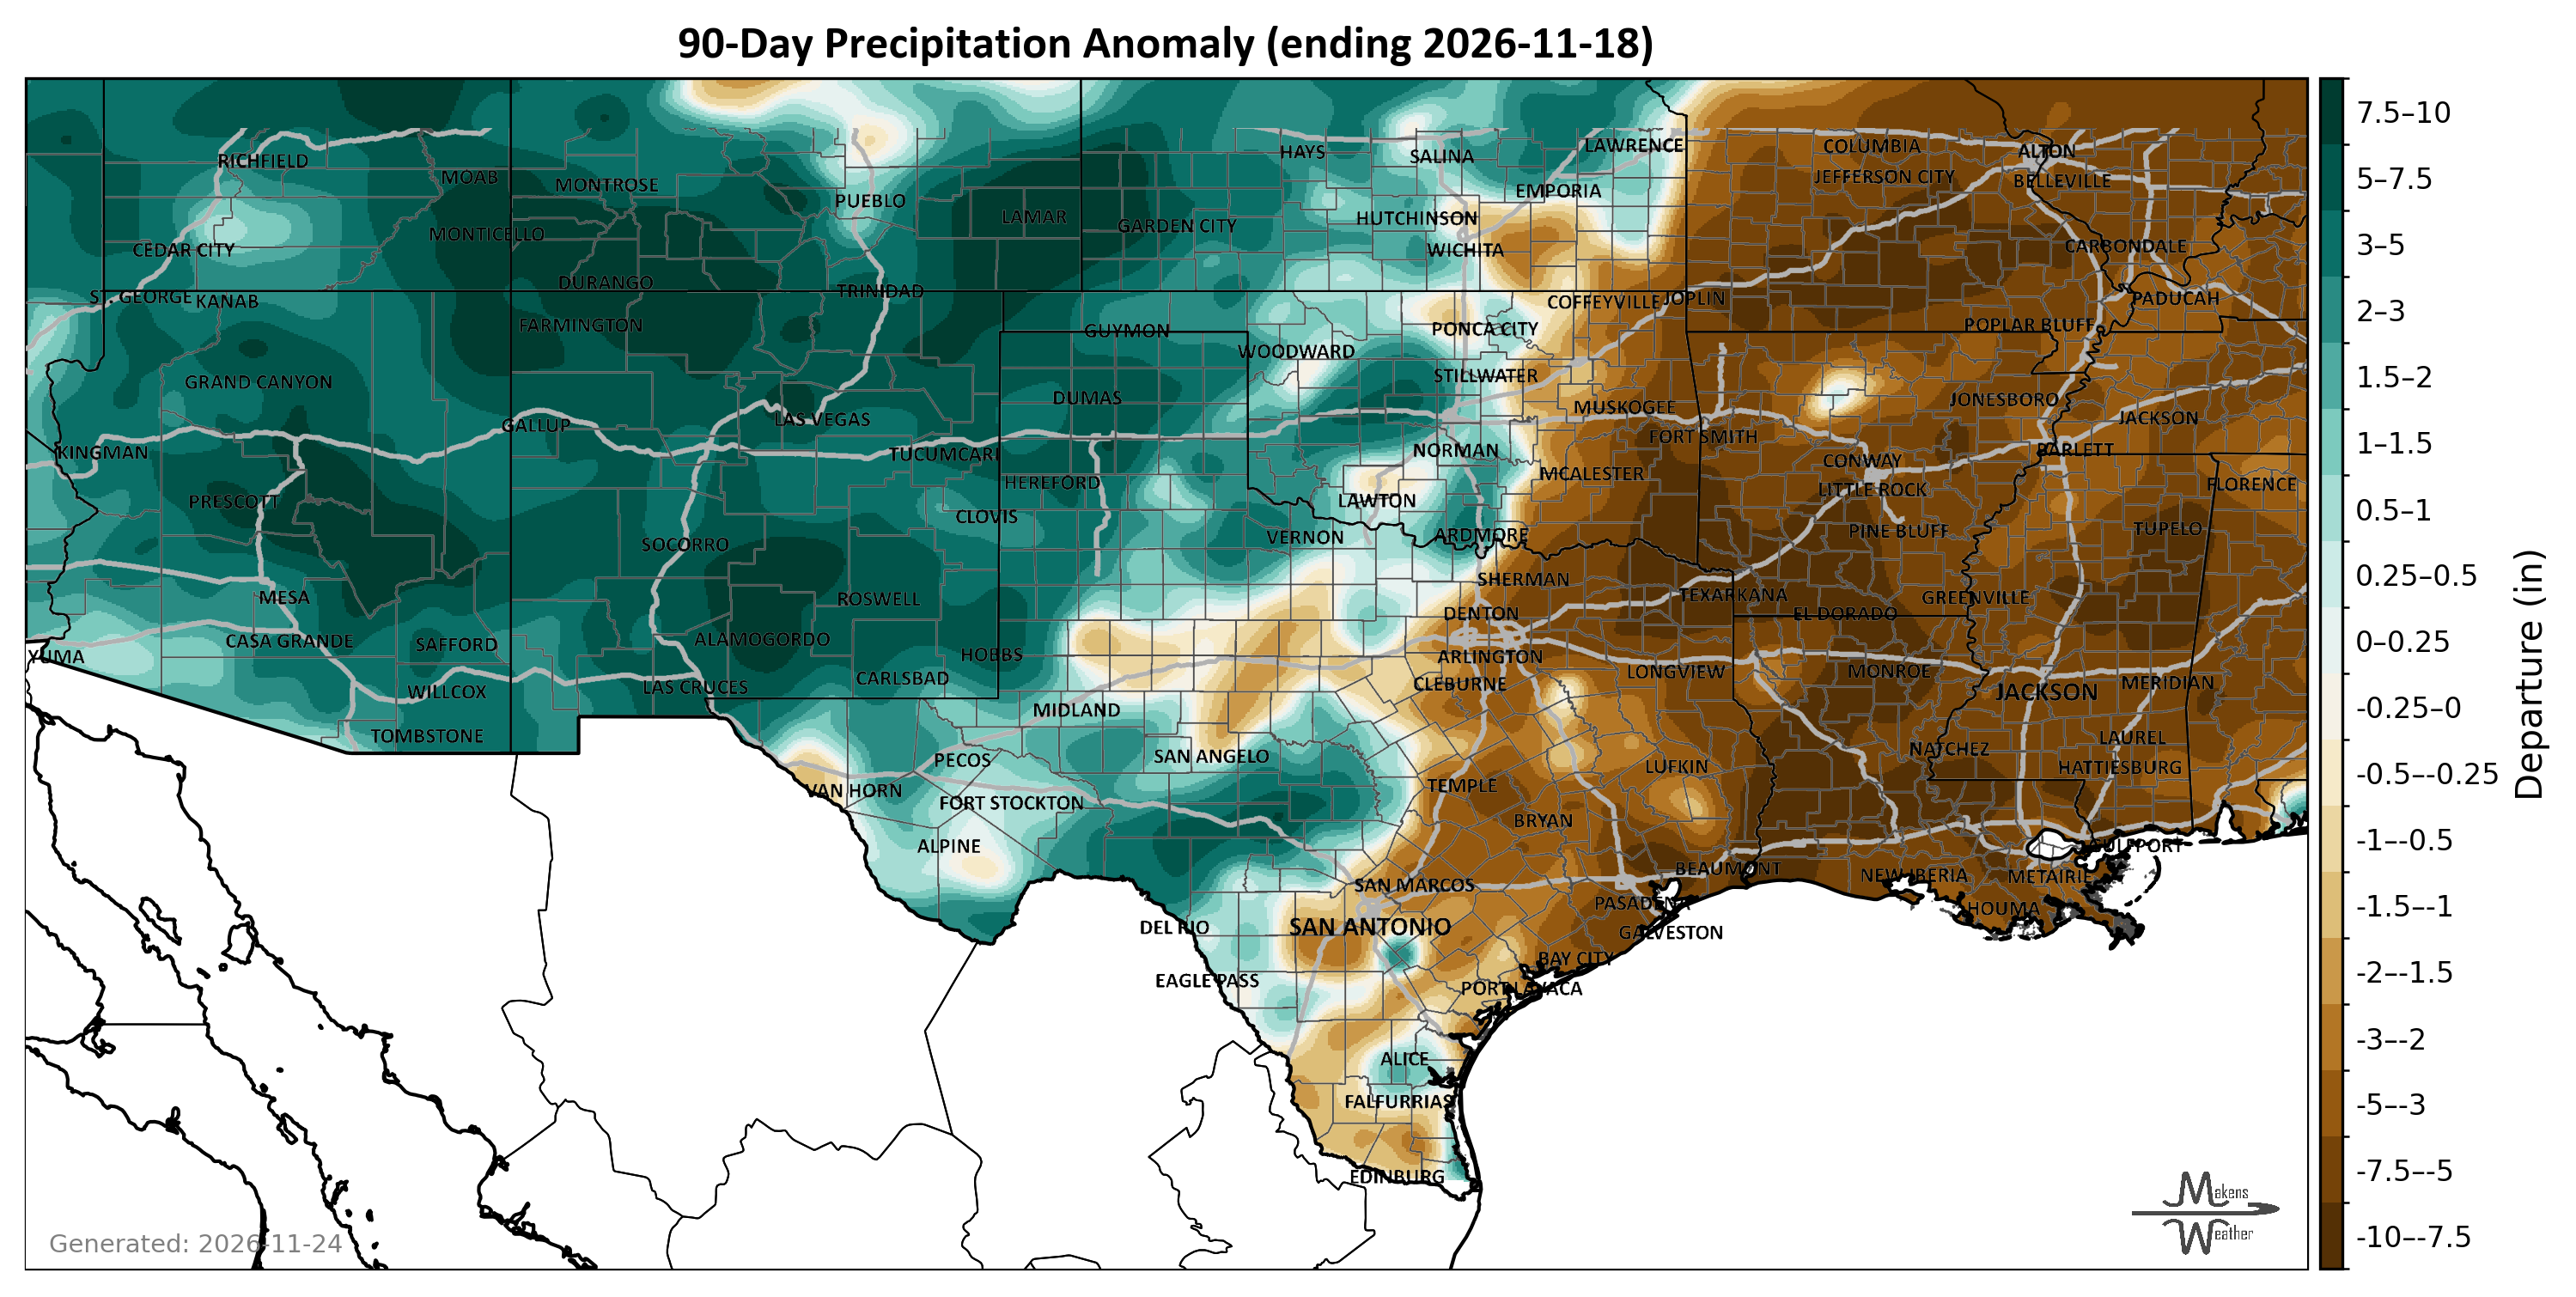 90-Day Precipitation Anomaly (ending 2026-11-18)
RICHFIELD
MOAB
MONTROSE
PUEBLO
LAMAR
HAYS
SALINA
LAWRENCE
COLUMBIA
ALTON
JEFFERSON CITY
BELLEVILLE
EMPORIA
GARDEN CITY
HUTCHINSON
MONTICELLO
CEDAR CITY
WICHITA
CARBONDALE
DURANGO
TRINIDAD
ST. GEORGE
KANAB
COFFEYVILLE
JOPLIN
PADUCAH
FARMINGTON
GUYMON
PONCA CITY
POPLAR BLUFF
WOODWARD
GRAND CANYON
STILLWATER
DUMAS
MUSKOGEE
JONESBORO
GALLUP
LAS VEGAS
JACKSON
FORT SMITH
KINGMAN
TUCUMCARI
NORMAN
BARLETT
CONWAY
MCALESTER
HEREFORD
LITTLE ROCK
FLORENCE
PRESCOTT
LAWTON
CLOVIS
PINE BLUFF
TUPELO
SOCORRO
VERNON
ARDMORE
SHERMAN
MESA
ROSWELL
TEXARKANA
GREENVILLE
DENTON
EL DORADO
CASA GRANDE
SAFFORD
ALAMOGORDO
HOBBS
ARLINGTON
YUMA
LONGVIEW
MONROE
CARLSBAD
CLEBURNE
MERIDIAN
LAS CRUCES
WILLCOX
JACKSON
MIDLAND
TOMBSTONE
LAUREL
NATCHEZ
SAN ANGELO
PECOS
LUFKIN
HATTIESBURG
VAN HORN
TEMPLE
FORT STOCKTON
BRYAN
ALPINE
GULFPORT
BEAUMONT
NEW IBERIA
METAIRIE
SAN MARCOS
PASADENA
HOUMA
DEL RIO
SAN ANTONIO
GALVESTON
BAY CITY
EAGLE PASS
PORT LAVACA
ALICE
FALFURRIAS
EDINBURG
Generated: 2026-11-24
Makens
Weather
7.5–10
5–7.5
3–5
2–3
1.5–2
1–1.5
0.5–1
0.25–0.5
0–0.25
-0.25–0
-0.5–-0.25
-1–-0.5
-1.5–-1
-2–-1.5
-3–-2
-5–-3
-7.5–-5
-10–-7.5
Departure (in)